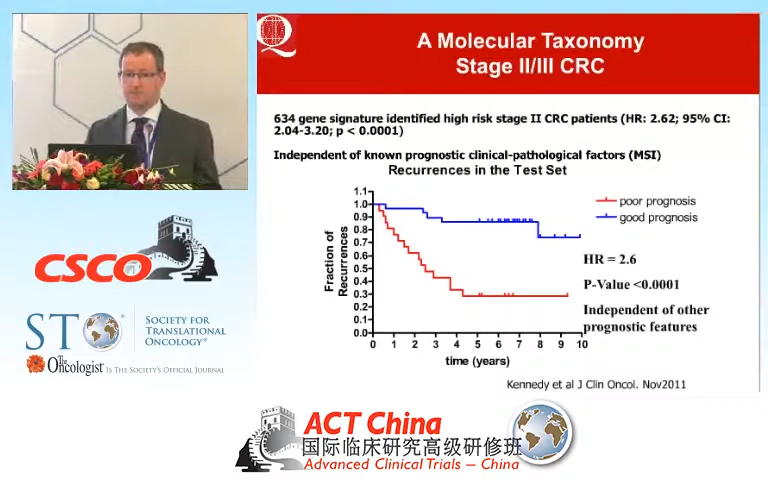 A Molecular Taxonomy
Stage II/III CRC
634 gene signature identified high risk stage II CRC patients (HR: 2.62; 95% CI:
2.04-3.20; p < 0.0001)
Independent of known prognostic clinical-pathological factors (MSI)
Recurrences in the Test Set
Fraction of
Recurrences
1.1
1.0
0.9
0.8
0.7
0.6
0.5
0.4
0.3
0.2
0.1
0.0
0 1 2 3 4 5 6 7 8 9 10
time (years)
poor prognosis
good prognosis
HR = 2.6
P-Value <0.0001
Independent of other
prognostic features
Kennedy et al J Clin Oncol. Nov2011
CSCO
STO
SOCIETY FOR
TRANSLATIONAL
ONCOLOGY®
The Oncologist® IS THE SOCIETY'S OFFICIAL JOURNAL
ACT China
国际临床研究高级研修班
Advanced Clinical Trials – China